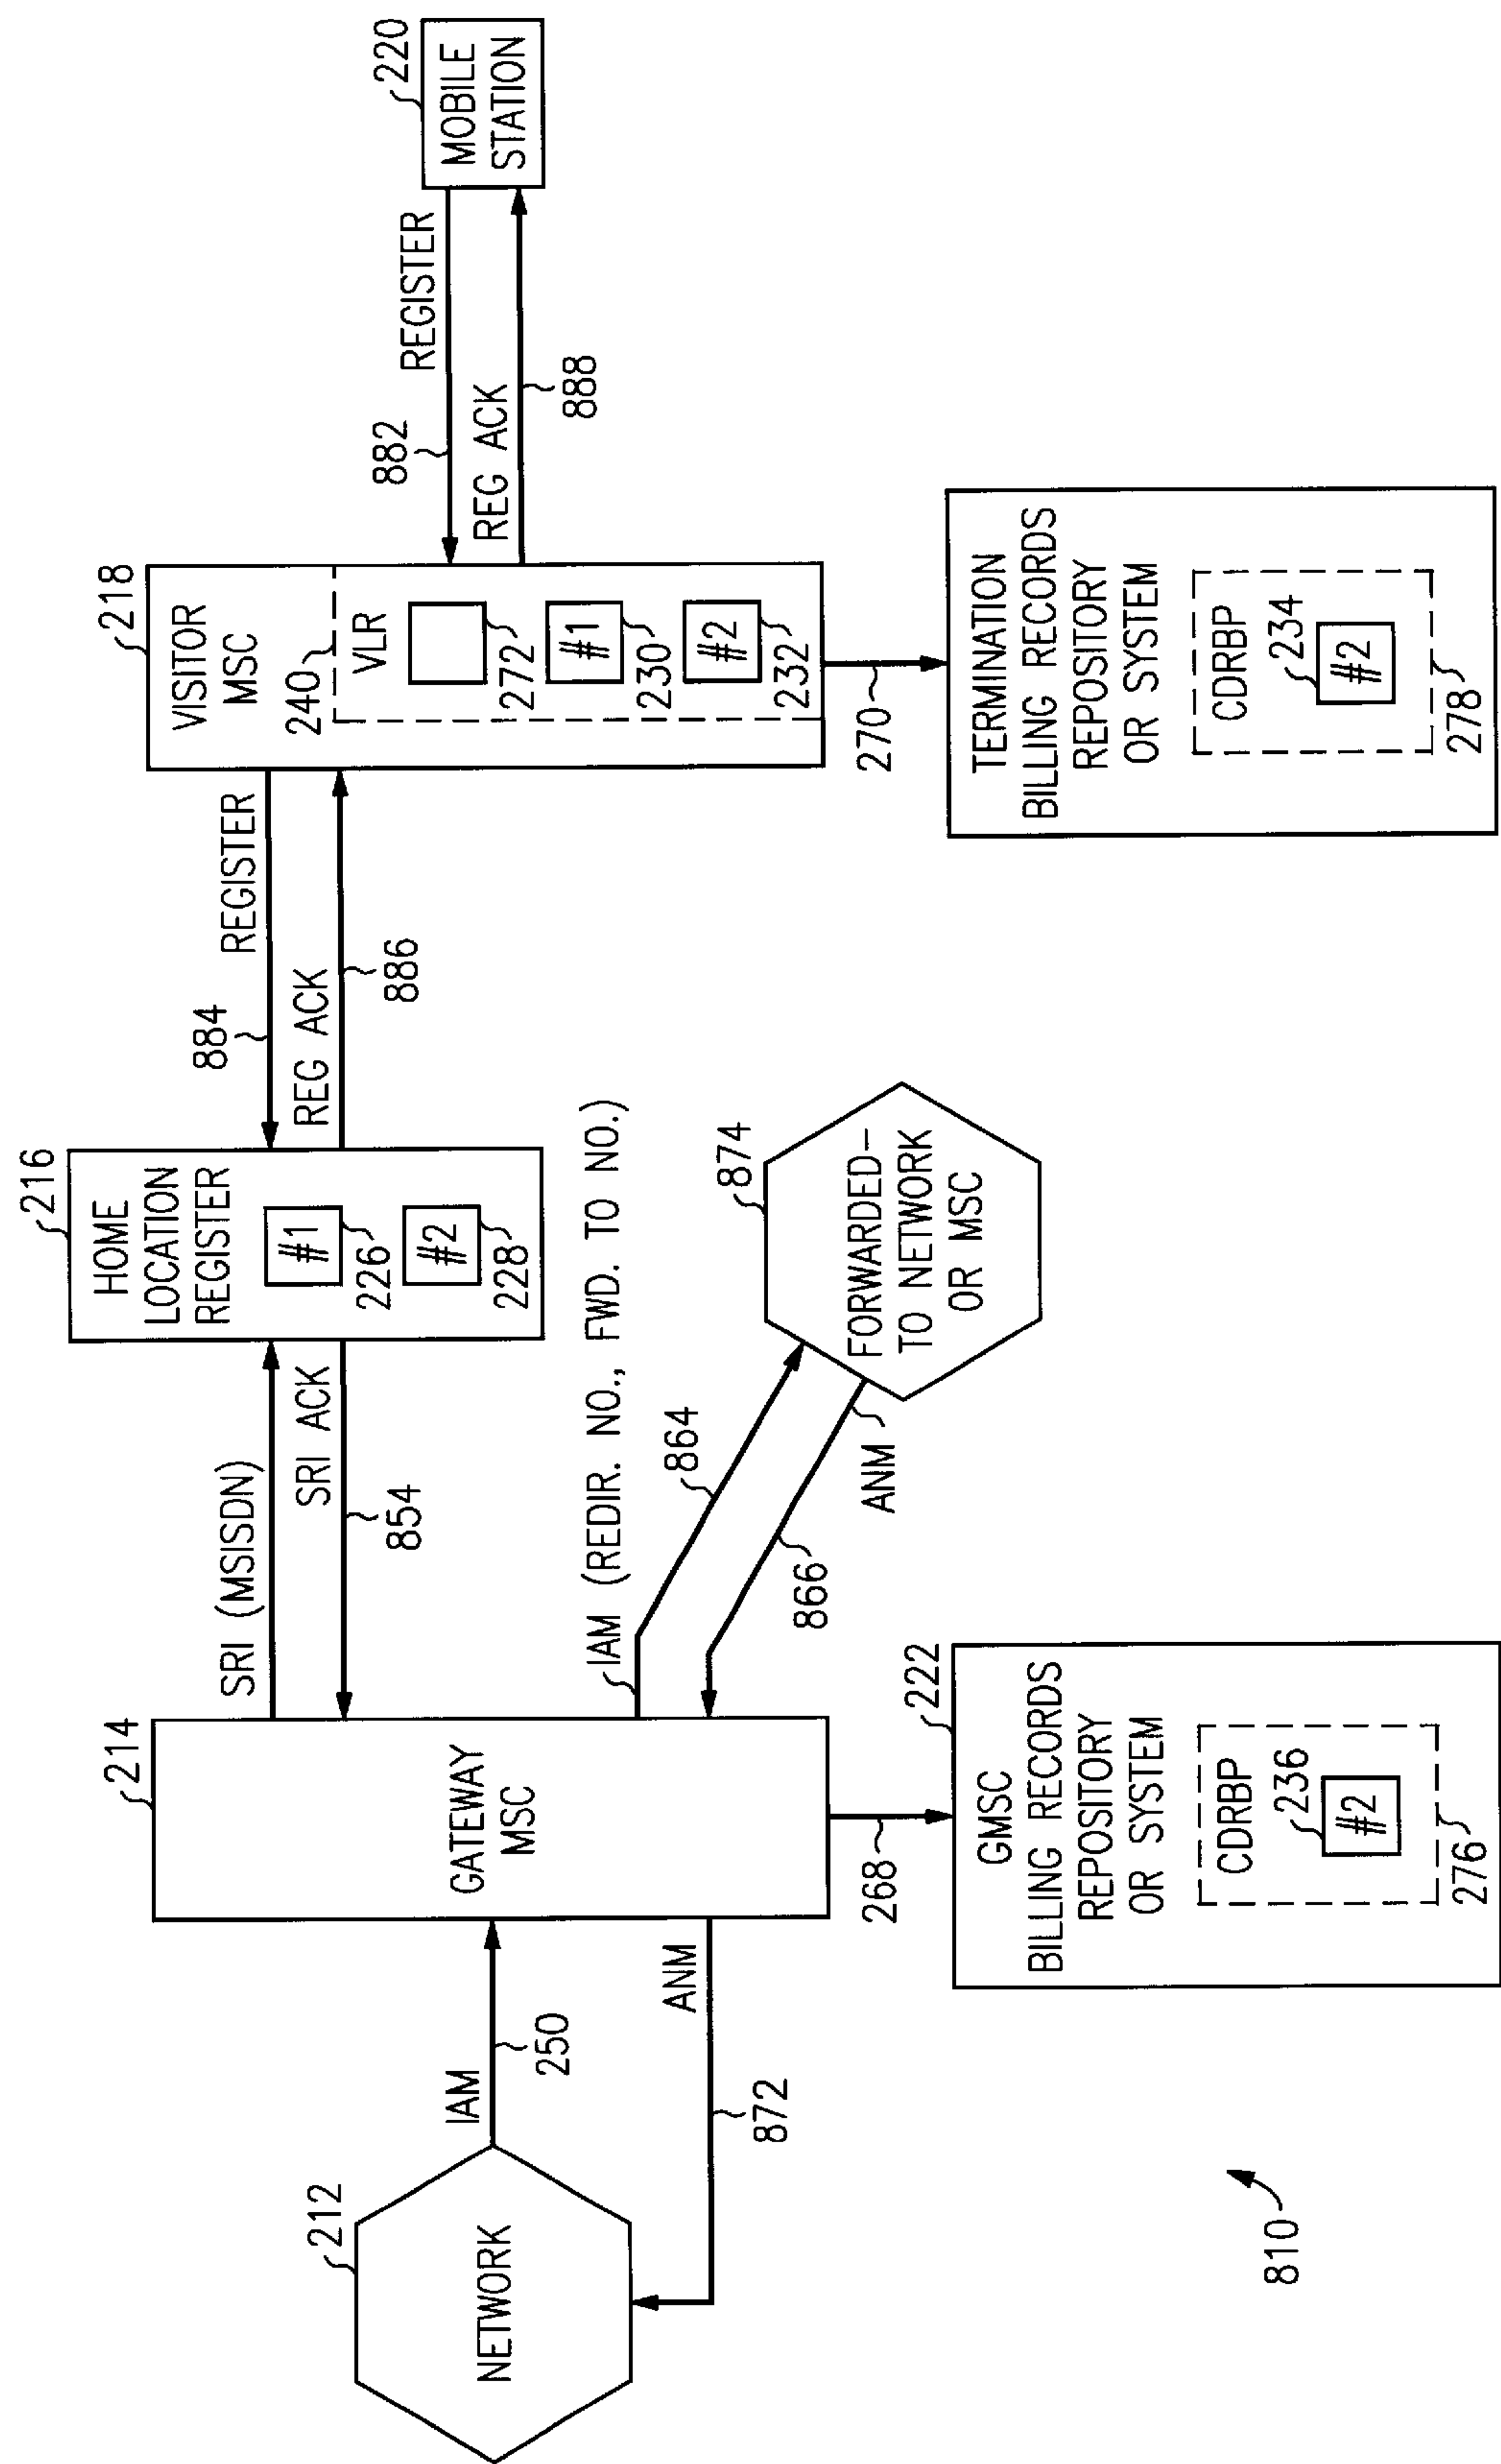 212
NETWORK
IAM
250
ANM
872
214
GATEWAY
MSC
268
222
GMSC
BILLING RECORDS
REPOSITORY
OR SYSTEM
CDRBP
236
#2
276
SRI (MSISDN)
SRI ACK
854
IAM (REDIR. NO., FWD. TO NO.)
864
866
ANM
874
FORWARDED-
TO NETWORK
OR MSC
216
HOME
LOCATION
REGISTER
#1
226
#2
228
REGISTER
884
REG ACK
886
218
VISITOR
MSC
240
VLR
272
#1
230
#2
232
270
TERMINATION
BILLING RECORDS
REPOSITORY
OR SYSTEM
CDRBP
234
#2
278
REGISTER
882
REG ACK
888
220
MOBILE
STATION
810